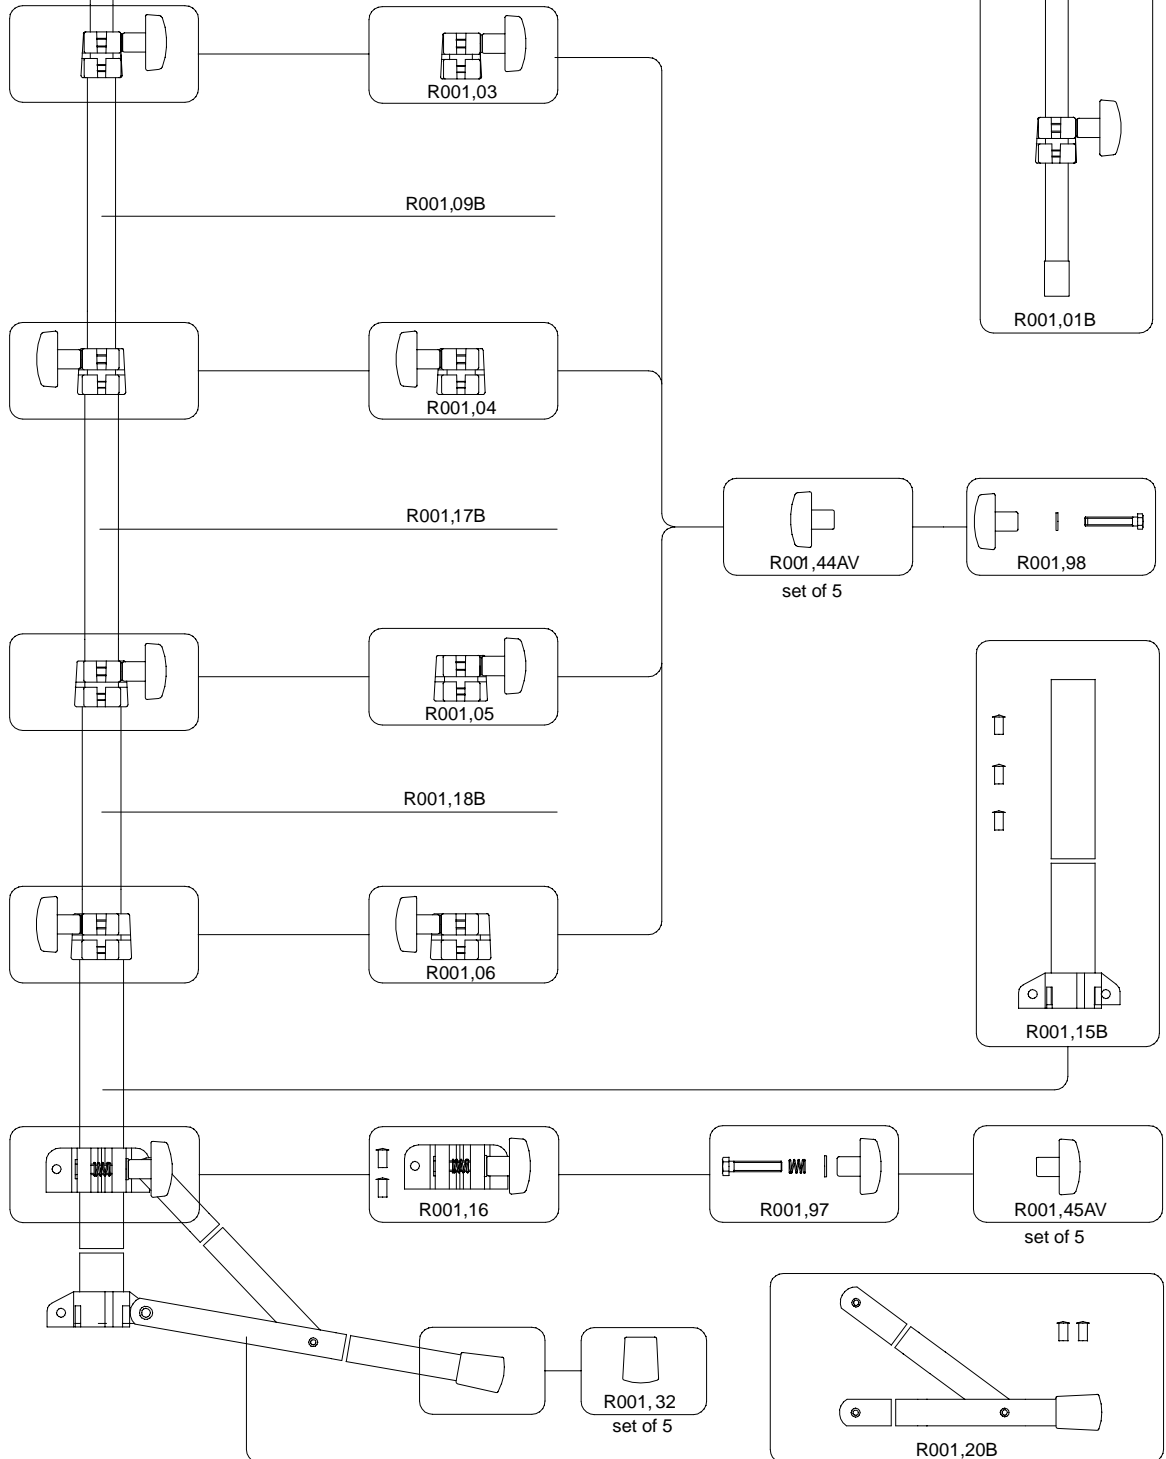 R001,03
R001,09B
R001,01B
R001,04
R001,17B
R001,44AV
set of 5
R001,98
R001,05
R001,18B
R001,06
R001,15B
R001,16
R001,97
R001,45AV
set of 5
R001,32
set of 5
R001,20B